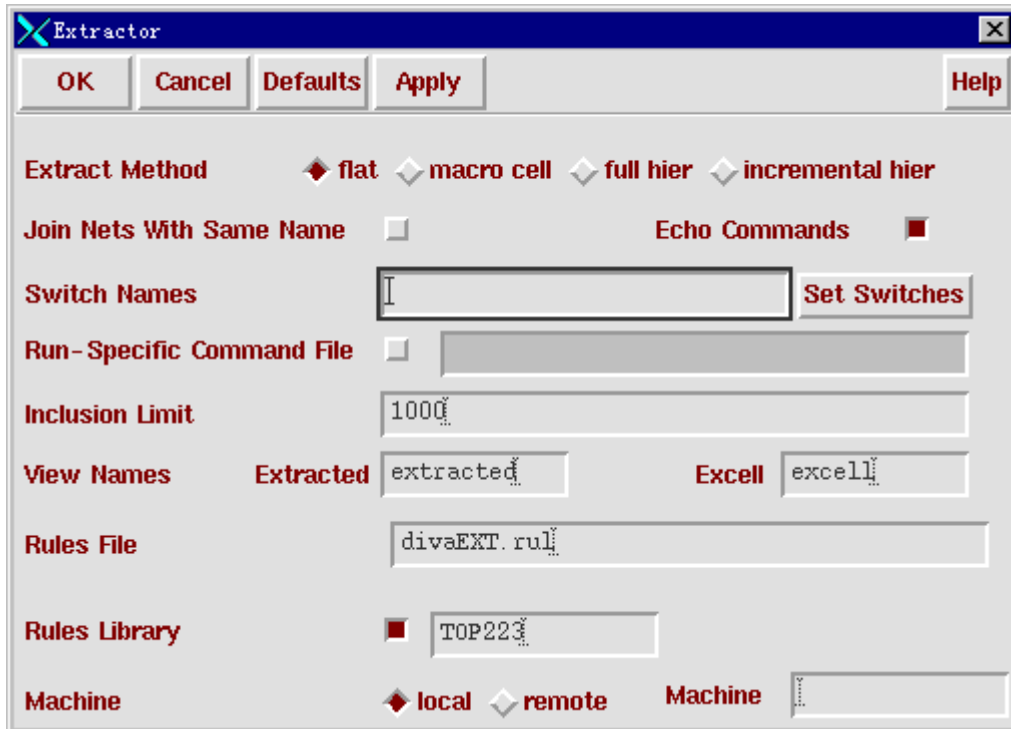 Extractor
OK Cancel Defaults Apply Help
Extract Method flat macro cell full hier incremental hier
Join Nets With Same Name Echo Commands
Switch Names Set Switches
Run-Specific Command File
Inclusion Limit 1000
View Names Extracted extracted Excell excell
Rules File divaEXT.rul
Rules Library TOP223
Machine local remote Machine